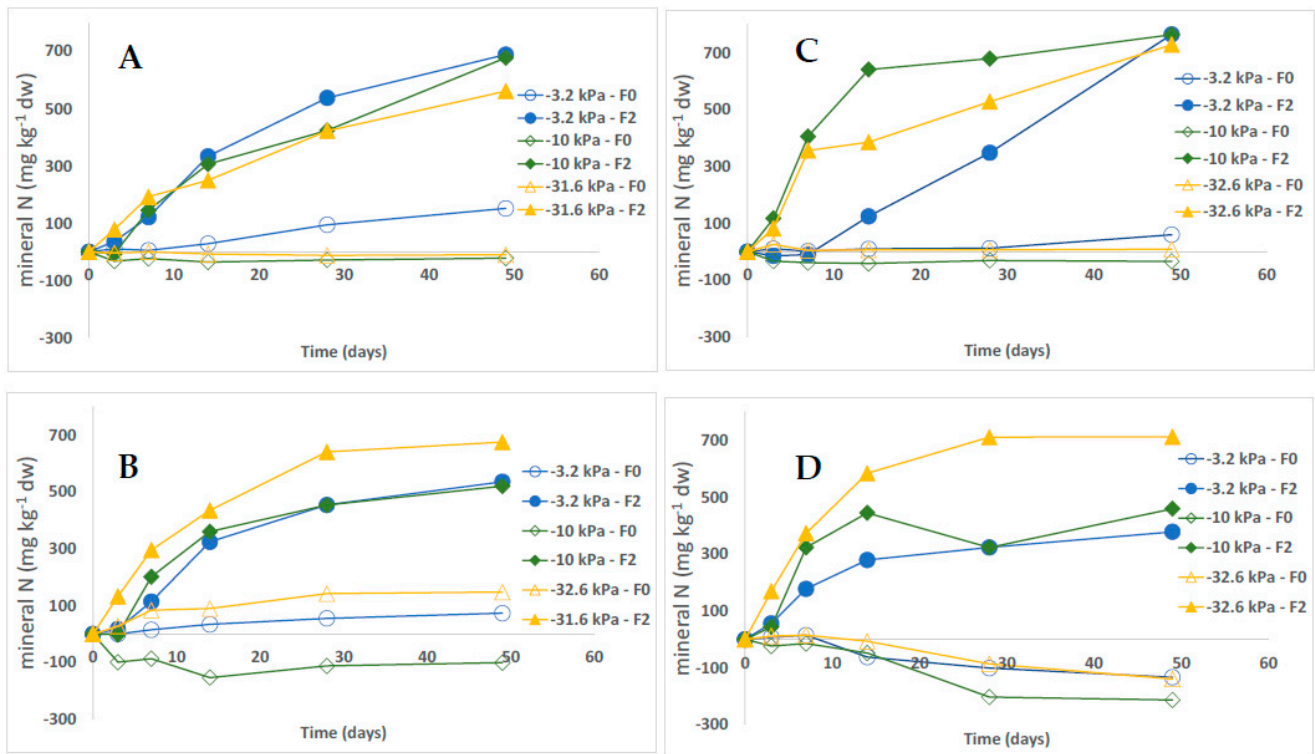 A
mineral N (mg kg⁻¹ dw)
700
500
300
100
-100
-300
0
10
20
30
40
50
60
Time (days)
-3.2 kPa - F0
-3.2 kPa - F2
-10 kPa - F0
-10 kPa - F2
-31.6 kPa - F0
-31.6 kPa - F2
C
mineral N (mg kg⁻¹ dw)
700
500
300
100
-100
-300
0
10
20
30
40
50
60
Time (days)
-3.2 kPa - F0
-3.2 kPa - F2
-10 kPa - F0
-10 kPa - F2
-32.6 kPa - F0
-32.6 kPa - F2
B
mineral N (mg kg⁻¹ dw)
700
500
300
100
-100
-300
0
10
20
30
40
50
60
Time (days)
-3.2 kPa - F0
-3.2 kPa - F2
-10 kPa - F0
-10 kPa - F2
-32.6 kPa - F0
-31.6 kPa - F2
D
mineral N (mg kg⁻¹ dw)
700
500
300
100
-100
-300
0
10
20
30
40
50
60
Time (days)
-3.2 kPa - F0
-3.2 kPa - F2
-10 kPa - F0
-10 kPa - F2
-32.6 kPa - F0
-32.6 kPa - F2